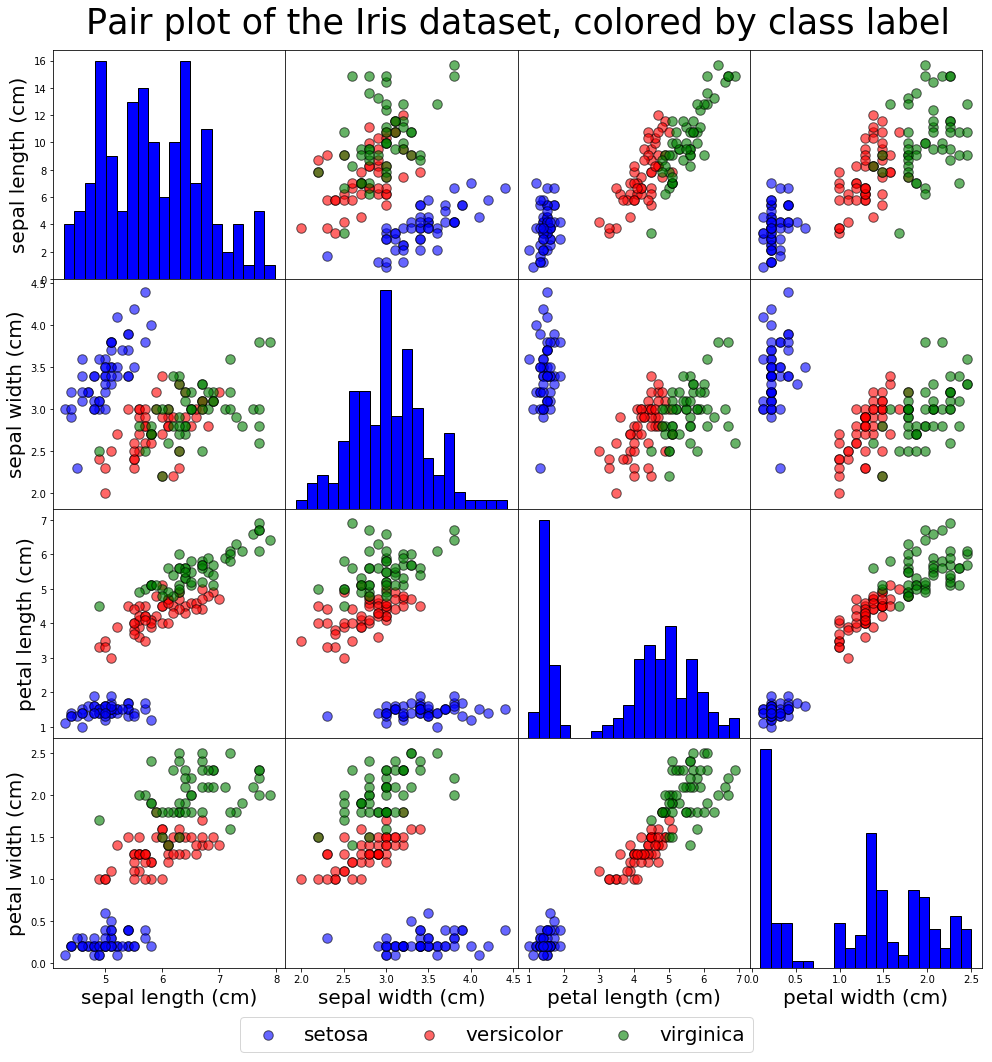 Pair plot of the Iris dataset, colored by class label
sepal length (cm)
16
14
12
10
8
6
4
2
0
sepal width (cm)
4.5
4.0
3.5
3.0
2.5
2.0
petal length (cm)
7
6
5
4
3
2
1
petal width (cm)
2.5
2.0
1.5
1.0
0.5
0.0
5 6 7 8
2.0 2.5 3.0 3.5 4.0 4.5
1 2 3 4 5 6 7
0.0 0.5 1.0 1.5 2.0 2.5
sepal length (cm) sepal width (cm) petal length (cm) petal width (cm)
setosa versicolor virginica